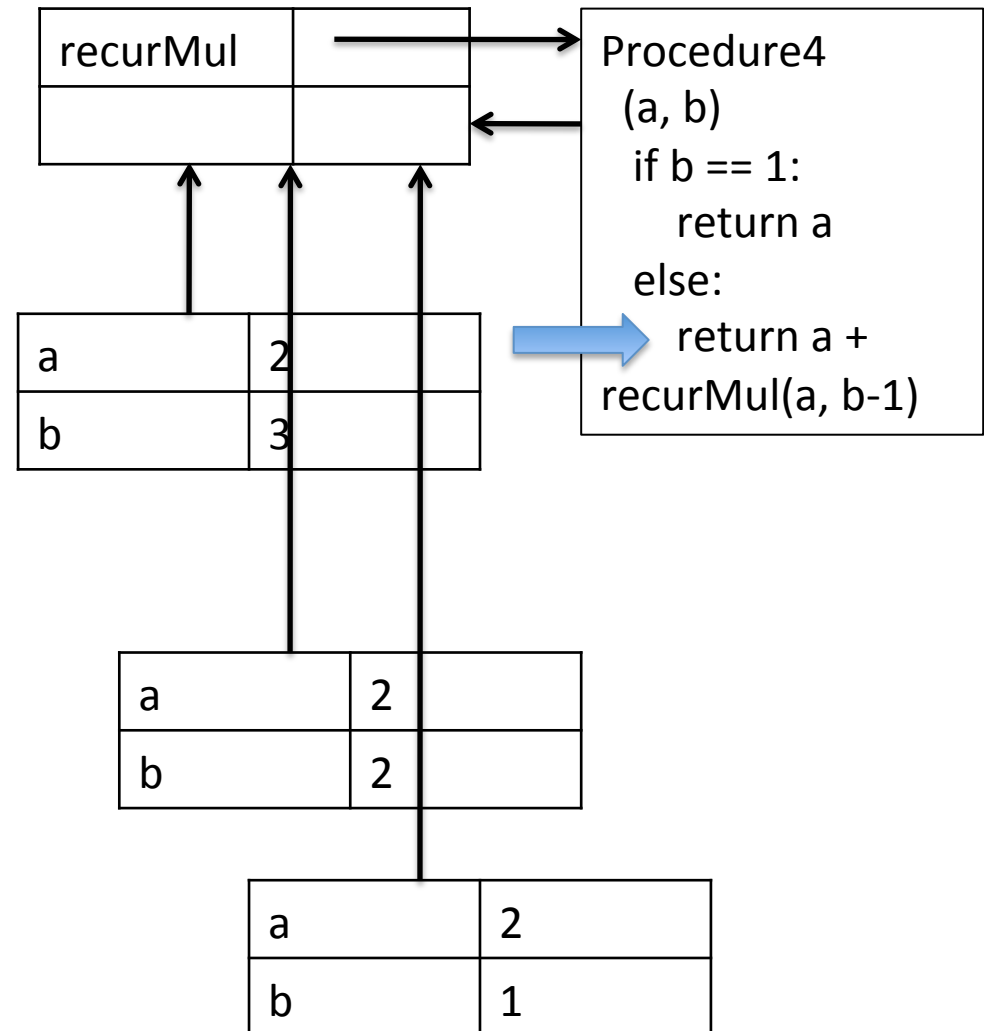 recurMul
Procedure4
(a, b)
if b == 1:
return a
else:
return a +
recurMul(a, b-1)
a 2
b 3
a 2
b 2
a 2
b 1